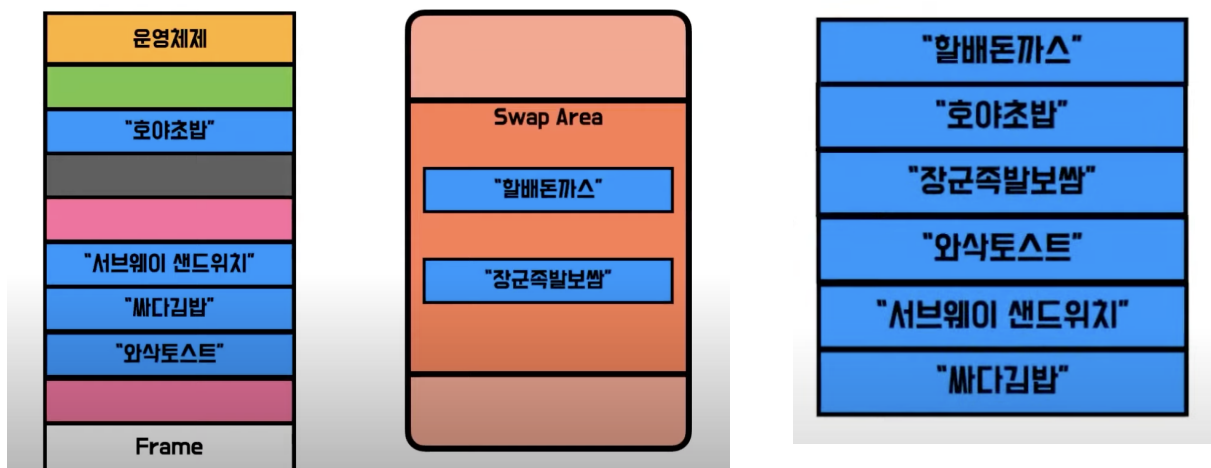 운영체제
"호야초밥"
"서브웨이 샌드위치"
"싸다김밥"
"와삭토스트"
Frame
Swap Area
"할배돈까스"
"장군족발보쌈"
"할배돈까스"
"호야초밥"
"장군족발보쌈"
"와삭토스트"
"서브웨이 샌드위치"
"싸다김밥"